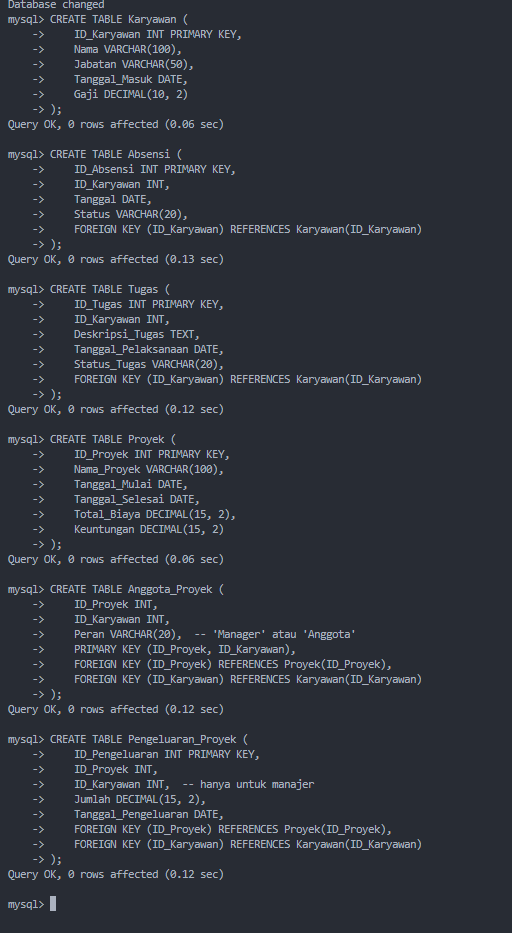 Database changed
mysql> CREATE TABLE Karyawan (
    ->     ID_Karyawan INT PRIMARY KEY,
    ->     Nama VARCHAR(100),
    ->     Jabatan VARCHAR(50),
    ->     Tanggal_Masuk DATE,
    ->     Gaji DECIMAL(10, 2)
    -> );
Query OK, 0 rows affected (0.06 sec)

mysql> CREATE TABLE Absensi (
    ->     ID_Absensi INT PRIMARY KEY,
    ->     ID_Karyawan INT,
    ->     Tanggal DATE,
    ->     Status VARCHAR(20),
    ->     FOREIGN KEY (ID_Karyawan) REFERENCES Karyawan(ID_Karyawan)
    -> );
Query OK, 0 rows affected (0.13 sec)

mysql> CREATE TABLE Tugas (
    ->     ID_Tugas INT PRIMARY KEY,
    ->     ID_Karyawan INT,
    ->     Deskripsi_Tugas TEXT,
    ->     Tanggal_Pelaksanaan DATE,
    ->     Status_Tugas VARCHAR(20),
    ->     FOREIGN KEY (ID_Karyawan) REFERENCES Karyawan(ID_Karyawan)
    -> );
Query OK, 0 rows affected (0.12 sec)

mysql> CREATE TABLE Proyek (
    ->     ID_Proyek INT PRIMARY KEY,
    ->     Nama_Proyek VARCHAR(100),
    ->     Tanggal_Mulai DATE,
    ->     Tanggal_Selesai DATE,
    ->     Total_Biaya DECIMAL(15, 2),
    ->     Keuntungan DECIMAL(15, 2)
    -> );
Query OK, 0 rows affected (0.06 sec)

mysql> CREATE TABLE Anggota_Proyek (
    ->     ID_Proyek INT,
    ->     ID_Karyawan INT,
    ->     Peran VARCHAR(20),  -- 'Manager' atau 'Anggota'
    ->     PRIMARY KEY (ID_Proyek, ID_Karyawan),
    ->     FOREIGN KEY (ID_Proyek) REFERENCES Proyek(ID_Proyek),
    ->     FOREIGN KEY (ID_Karyawan) REFERENCES Karyawan(ID_Karyawan)
    -> );
Query OK, 0 rows affected (0.12 sec)

mysql> CREATE TABLE Pengeluaran_Proyek (
    ->     ID_Pengeluaran INT PRIMARY KEY,
    ->     ID_Proyek INT,
    ->     ID_Karyawan INT,  -- hanya untuk manajer
    ->     Jumlah DECIMAL(15, 2),
    ->     Tanggal_Pengeluaran DATE,
    ->     FOREIGN KEY (ID_Proyek) REFERENCES Proyek(ID_Proyek),
    ->     FOREIGN KEY (ID_Karyawan) REFERENCES Karyawan(ID_Karyawan)
    -> );
Query OK, 0 rows affected (0.12 sec)

mysql>